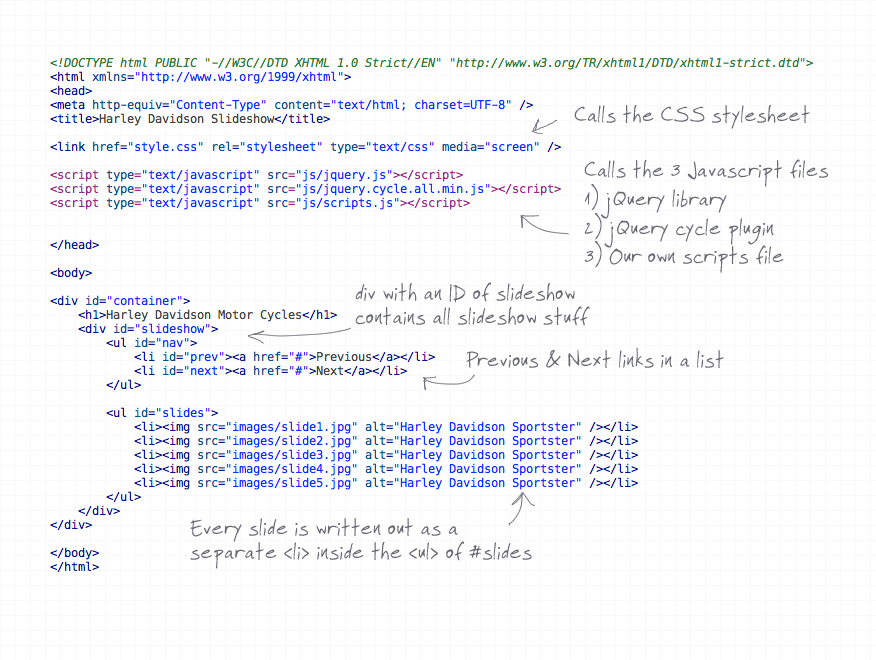 <!DOCTYPE html PUBLIC "-//W3C//DTD XHTML 1.0 Strict//EN" "http://www.w3.org/TR/xhtml1/DTD/xhtml1-strict.dtd">
<html xmlns="http://www.w3.org/1999/xhtml">
<head>
<meta http-equiv="Content-Type" content="text/html; charset=UTF-8" />
<title>Harley Davidson Slideshow</title>
Calls the CSS stylesheet
<link href="style.css" rel="stylesheet" type="text/css" media="screen" />
<script type="text/javascript" src="js/jquery.js"></script>
<script type="text/javascript" src="js/jquery.cycle.all.min.js"></script>
<script type="text/javascript" src="js/scripts.js"></script>
Calls the 3 Javascript files
1) jQuery library
2) jQuery cycle plugin
3) Our own scripts file
</head>
<body>
<div id="container">
<h1>Harley Davidson Motor Cycles</h1>
<div id="slideshow">
div with an ID of slideshow
contains all slideshow stuff
<ul id="nav">
<li id="prev"><a href="#">Previous</a></li>
<li id="next"><a href="#">Next</a></li>
</ul>
Previous & Next links in a list
<ul id="slides">
<li><img src="images/slide1.jpg" alt="Harley Davidson Sportster" /></li>
<li><img src="images/slide2.jpg" alt="Harley Davidson Sportster" /></li>
<li><img src="images/slide3.jpg" alt="Harley Davidson Sportster" /></li>
<li><img src="images/slide4.jpg" alt="Harley Davidson Sportster" /></li>
<li><img src="images/slide5.jpg" alt="Harley Davidson Sportster" /></li>
</ul>
</div>
</div>
Every slide is written out as a
separate <li> inside the <ul> of #slides
</body>
</html>